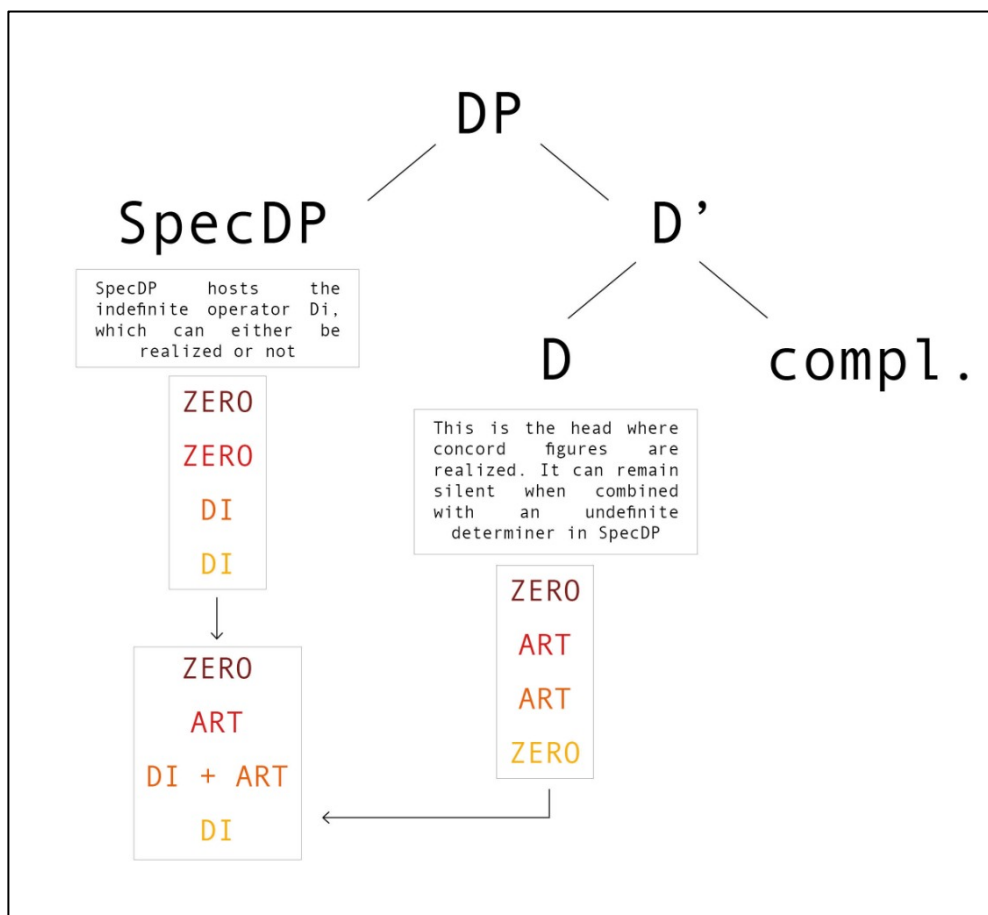 DP
SpecDP
D’
SpecDP hosts the
indefinite operator Di,
which can either be
realized or not
D
compl.
ZERO
ZERO
DI
DI
This is the head where
concord figures are
realized. It can remain
silent when combined
with an undefinite
determiner in SpecDP
ZERO
ART
ART
ZERO
ZERO
ART
DI + ART
DI